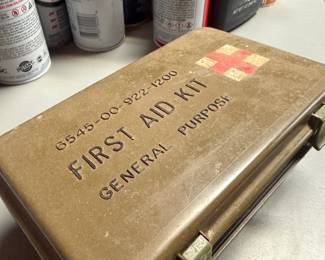 6545-00-922-1200
FIRST AID KIT
GENERAL PURPOSE